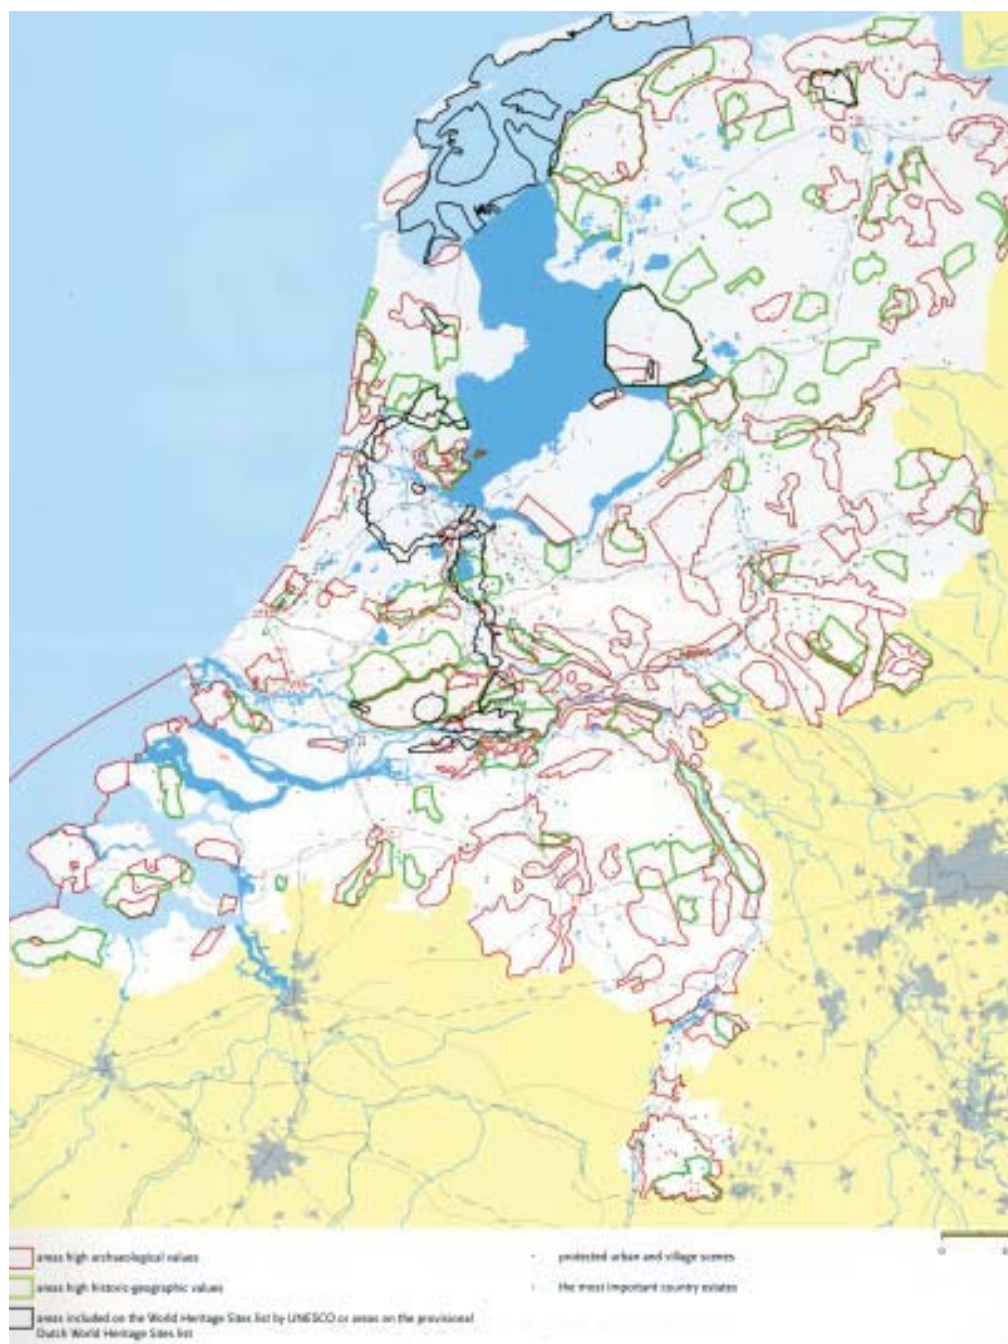 areas high archaeological values
areas high historic-geographic values
areas included on the World Heritage Sites list by UNESCO or areas on the provisional
Dutch World Heritage Sites list
protected urban and village scenes
the most important country estates
0